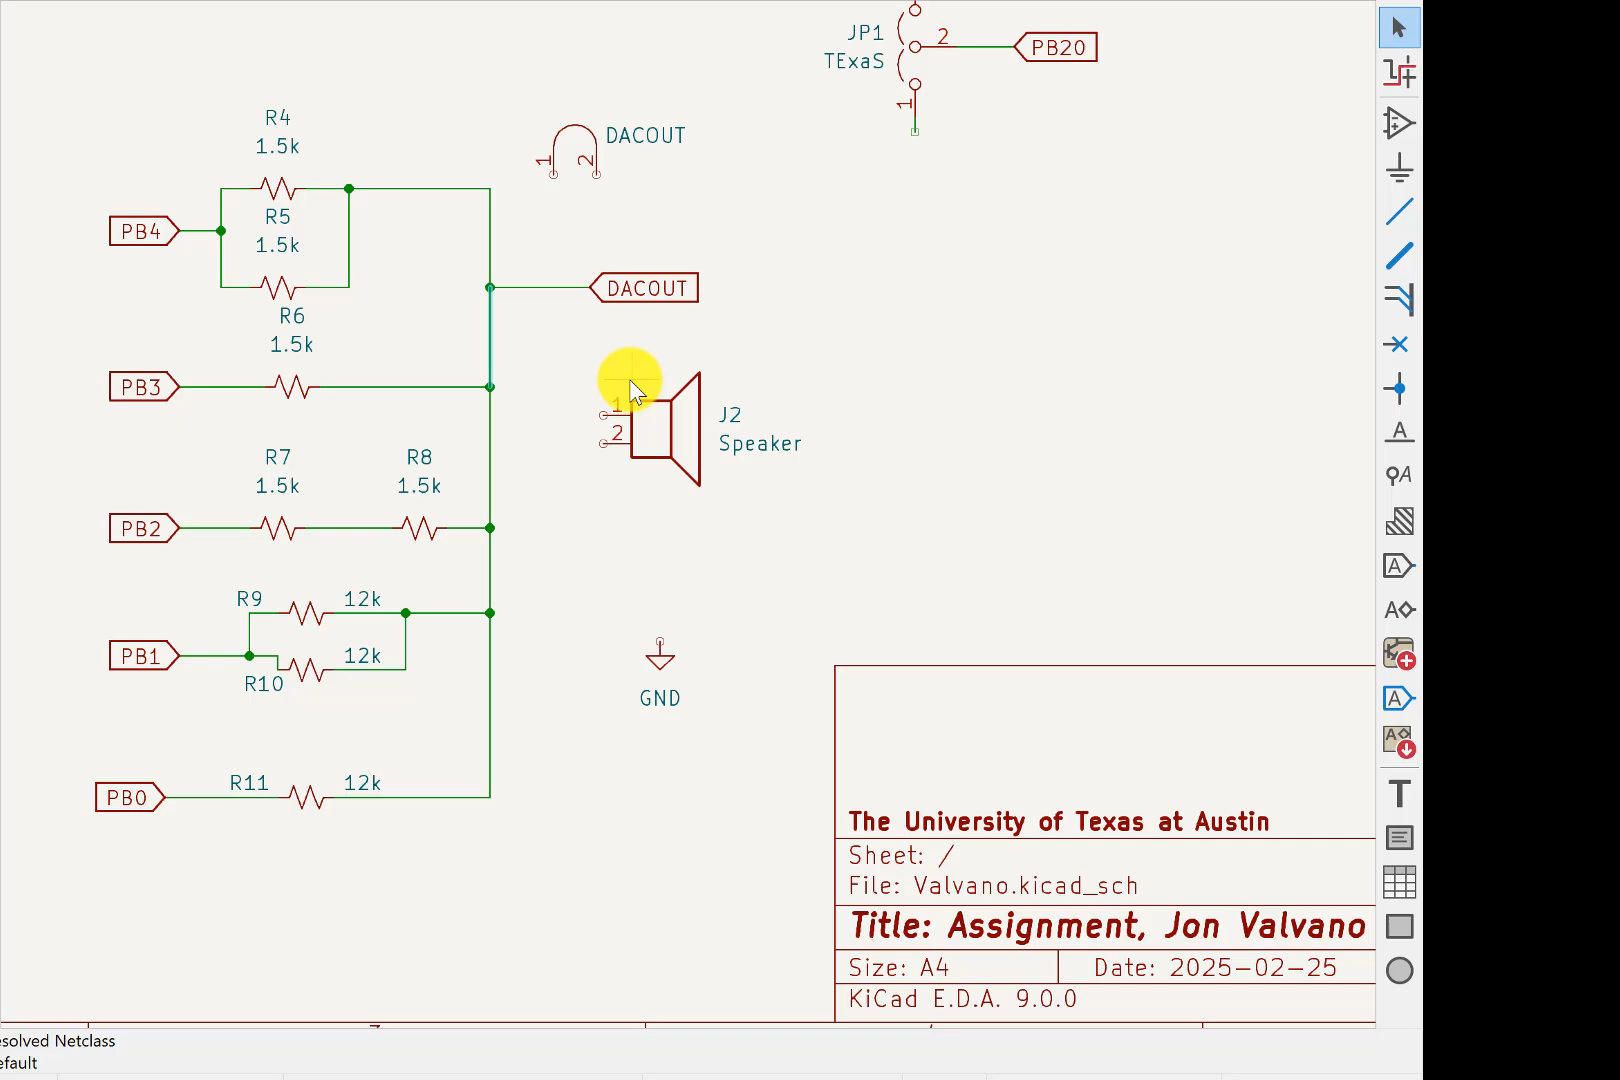 JP1
TExaS
2
PB20
1
R4
1.5k
DACOUT
1
2
R5
1.5k
PB4
DACOUT
R6
1.5k
PB3
1
2
J2
Speaker
R7
1.5k
R8
1.5k
PB2
R9
12k
PB1
12k
R10
GND
R11
12k
PB0
The University of Texas at Austin
Sheet: /
File: Valvano.kicad_sch
Title: Assignment, Jon Valvano
Size: A4
Date: 2025-02-25
KiCad E.D.A. 9.0.0
esolved Netclass
efault
A
A
A
A
A
A
T